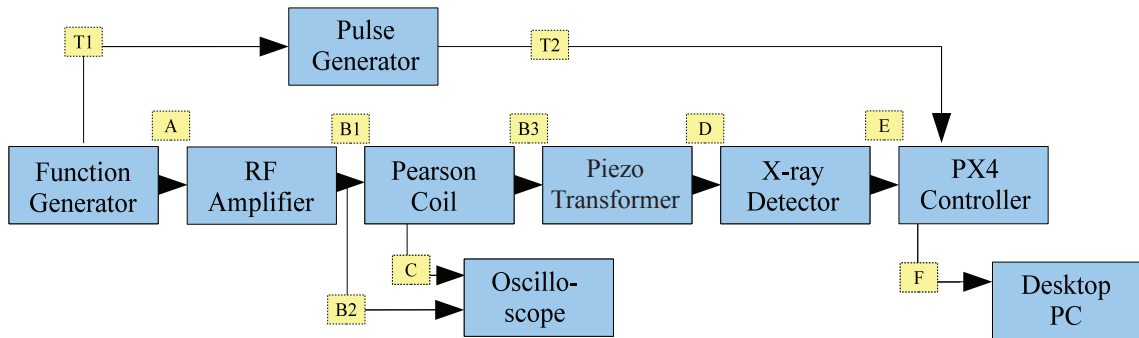 T1
Pulse
Generator
T2
A
B1
B3
D
E
Function
Generator
RF
Amplifier
Pearson
Coil
Piezo
Transformer
X-ray
Detector
PX4
Controller
C
B2
Oscillo-
scope
F
Desktop
PC